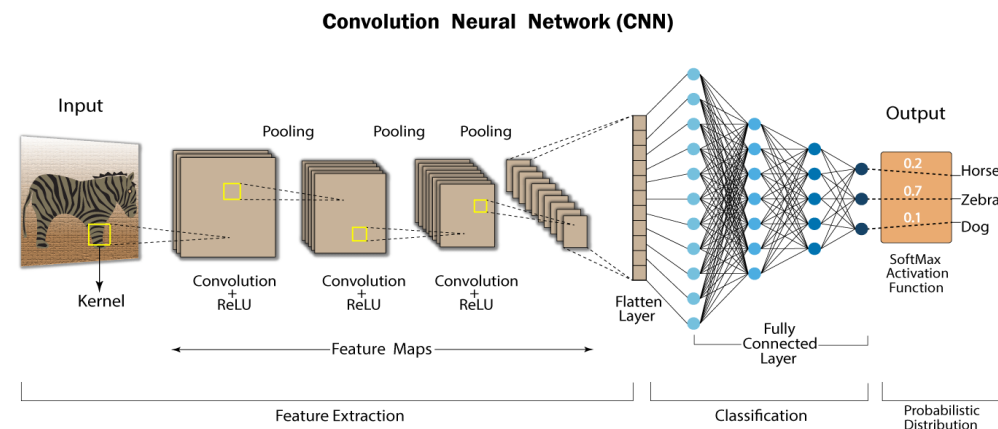 Convolution Neural Network (CNN)
Input
Output
Pooling
Pooling
Pooling
0.2
Horse
0.7
Zebra
0.1
Dog
Kernel
Convolution
+
ReLU
Convolution
+
ReLU
Convolution
+
ReLU
Flatten
Layer
SoftMax
Activation
Function
Feature Maps
Fully
Connected
Layer
Feature Extraction
Classification
Probabilistic
Distribution